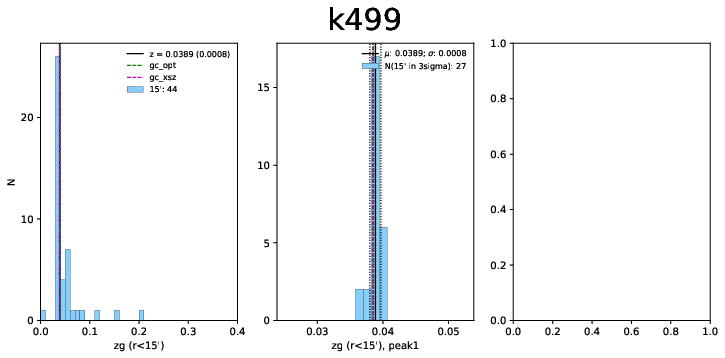 k499
z = 0.0389 (0.0008)
gc_opt
gc_xsz
15': 44
N
0
10
20
0.0 0.1 0.2 0.3 0.4
zg (r<15')
μ: 0.0389; σ: 0.0008
N(15' in 3sigma): 27
0
5
10
15
0.03 0.04 0.05
zg (r<15'), peak1
1.0
0.8
0.6
0.4
0.2
0.0
0.0 0.2 0.4 0.6 0.8 1.0